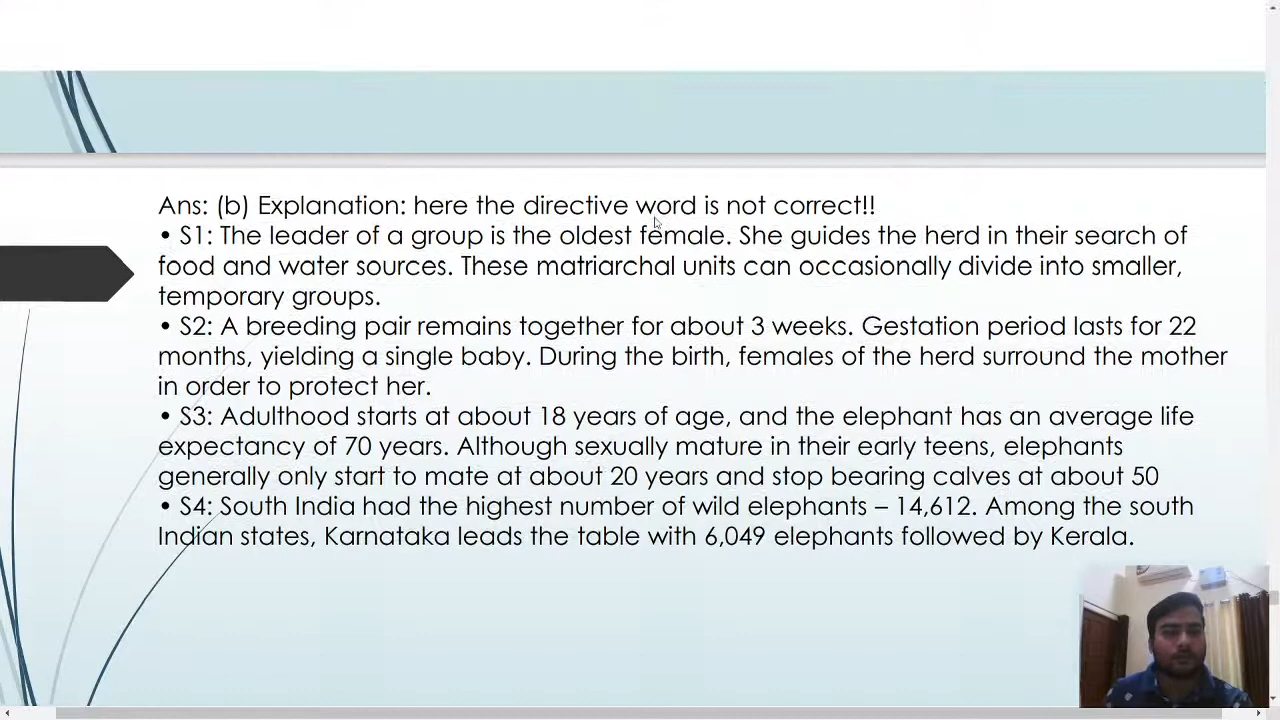 Ans: (b) Explanation: here the directive word is not correct!!
• S1: The leader of a group is the oldest female. She guides the herd in their search of
food and water sources. These matriarchal units can occasionally divide into smaller,
temporary groups.
• S2: A breeding pair remains together for about 3 weeks. Gestation period lasts for 22
months, yielding a single baby. During the birth, females of the herd surround the mother
in order to protect her.
• S3: Adulthood starts at about 18 years of age, and the elephant has an average life
expectancy of 70 years. Although sexually mature in their early teens, elephants
generally only start to mate at about 20 years and stop bearing calves at about 50
• S4: South India had the highest number of wild elephants – 14,612. Among the south
Indian states, Karnataka leads the table with 6,049 elephants followed by Kerala.